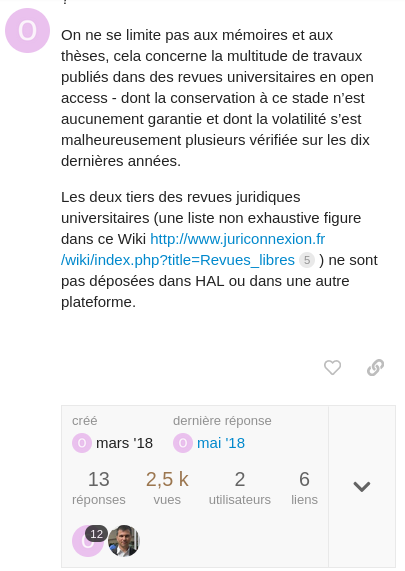 O
On ne se limite pas aux mémoires et aux
thèses, cela concerne la multitude de travaux
publiés dans des revues universitaires en open
access - dont la conservation à ce stade n’est
aucunement garantie et dont la volatilité s’est
malheureusement plusieurs vérifiée sur les dix
dernières années.
Les deux tiers des revues juridiques
universitaires (une liste non exhaustive figure
dans ce Wiki http://www.juriconnexion.fr
/wiki/index.php?title=Revues_libres 5 ) ne sont
pas déposées dans HAL ou dans une autre
plateforme.
créé dernière réponse
O mars '18 O mai '18
13 2,5 k 2 6
réponses vues utilisateurs liens
O 12